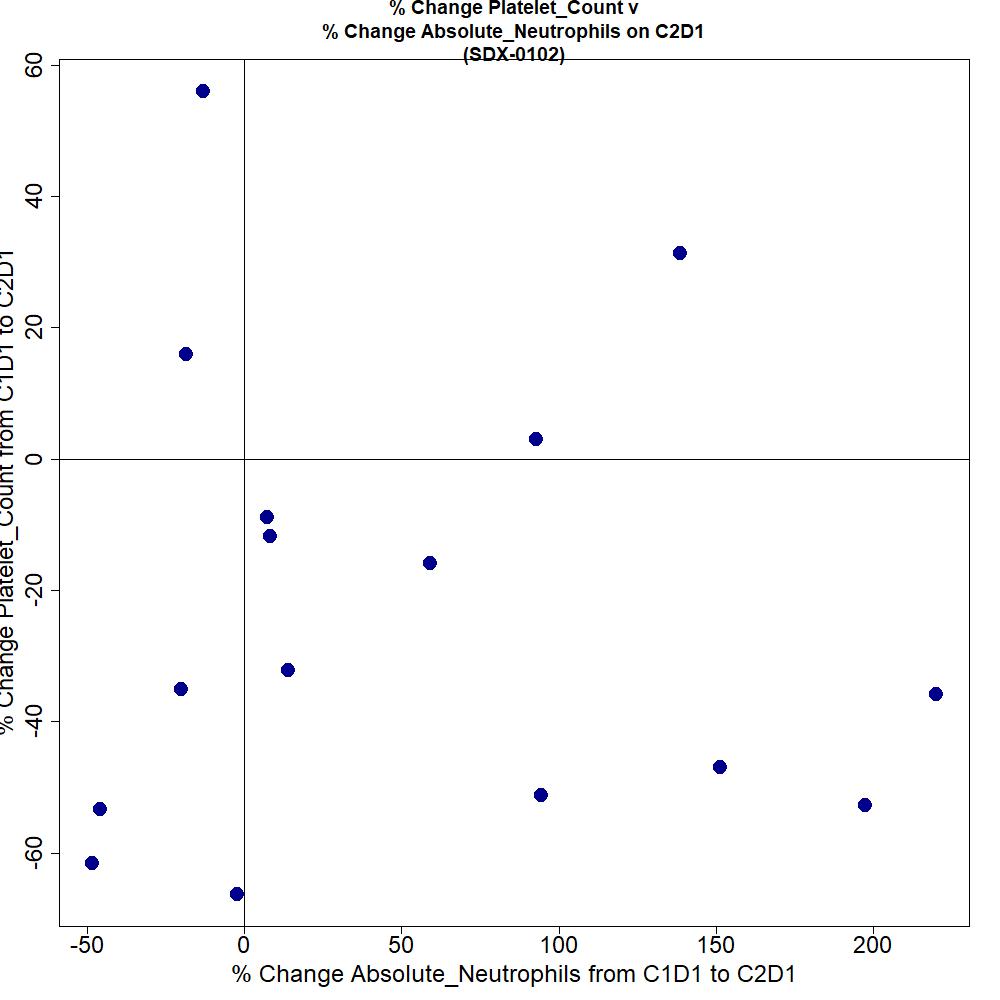 % Change Platelet_Count v
% Change Absolute_Neutrophils on C2D1
(SDX-0102)
% Change Platelet_Count from C1D1 to C2D1
60
40
20
0
-20
-40
-60
-50
0
50
100
150
200
% Change Absolute_Neutrophils from C1D1 to C2D1